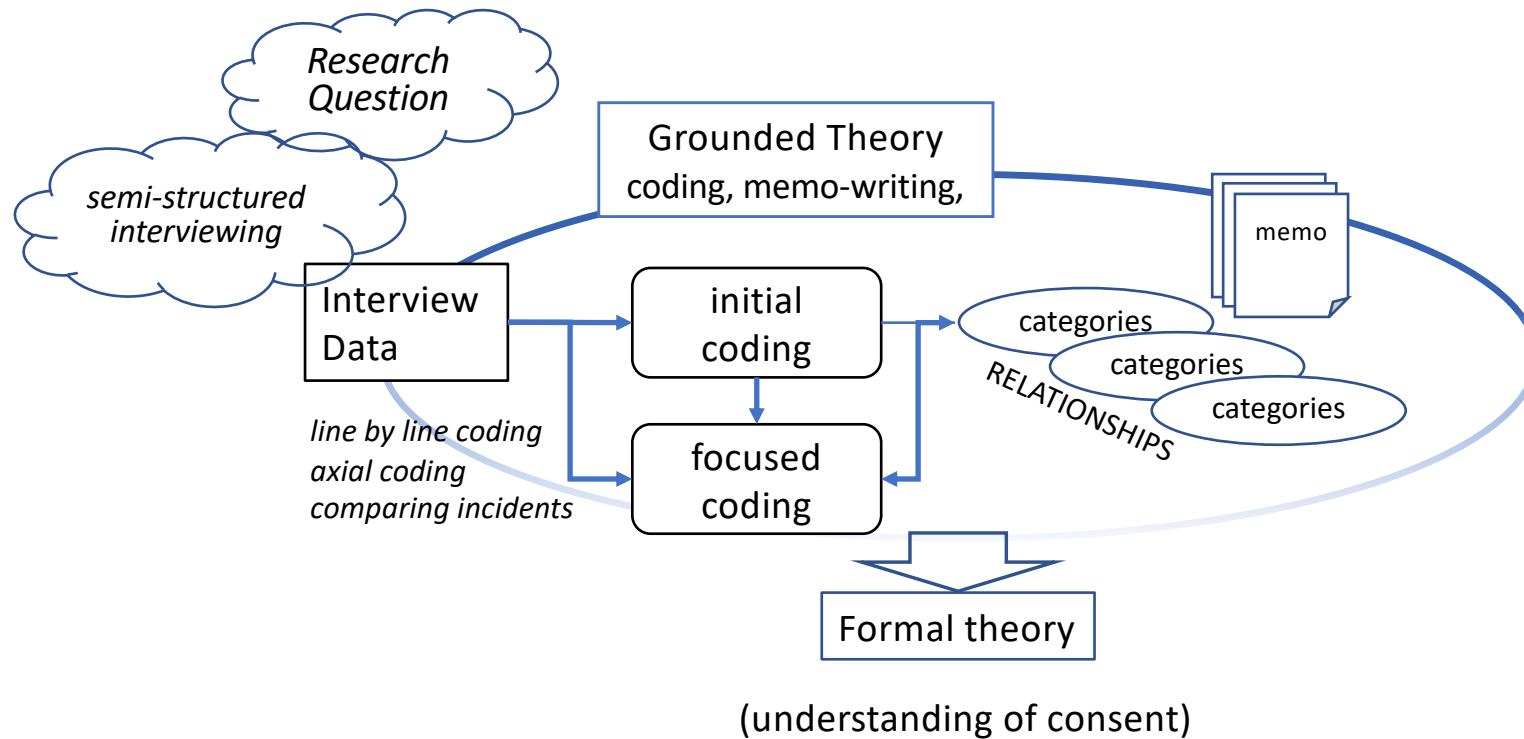 Research
Question
semi-structured
interviewing
Grounded Theory
coding, memo-writing,
memo
Interview
Data
initial
coding
categories
categories
categories
RELATIONSHIPS
line by line coding
axial coding
comparing incidents
focused
coding
Formal theory
(understanding of consent)